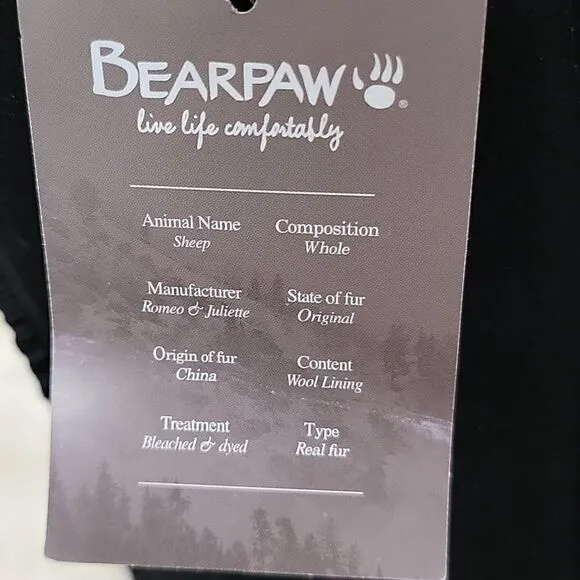 BEARPAW®
live life comfortably
Animal Name
Sheep
Composition
Whole
Manufacturer
Romeo & Juliette
State of fur
Original
Origin of fur
China
Content
Wool Lining
Treatment
Bleached & dyed
Type
Real fur